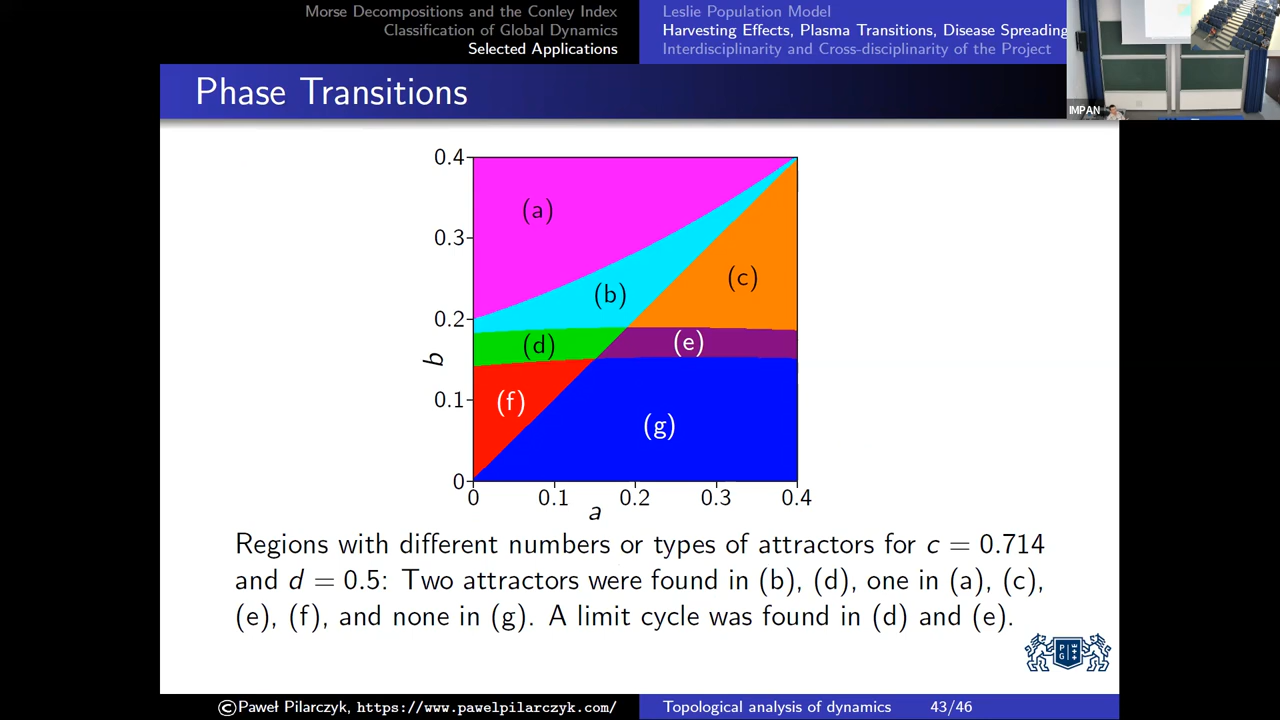 Morse Decompositions and the Conley Index
Classification of Global Dynamics
Selected Applications
Leslie Population Model
Harvesting Effects, Plasma Transitions, Disease Spreading
Interdisciplinarity and Cross-disciplinarity of the Project
IMPAN
Phase Transitions
0.4
0.3
0.2
0.1
0
b
(a)
(b)
(c)
(d)
(e)
(f)
(g)
0 0.1 0.2 0.3 0.4
a
Regions with different numbers or types of attractors for c = 0.714
and d = 0.5: Two attractors were found in (b), (d), one in (a), (c),
(e), (f), and none in (g). A limit cycle was found in (d) and (e).
P
G
©Paweł Pilarczyk, https://www.pawelpilarczyk.com/
Topological analysis of dynamics 43/46